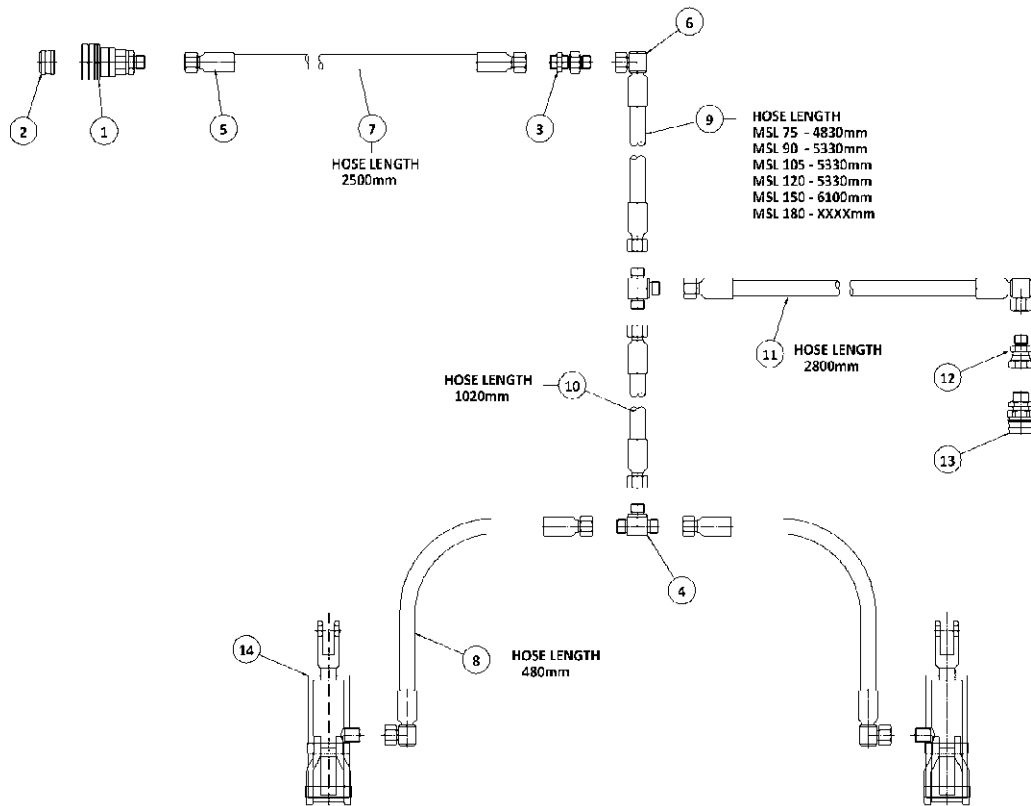 6
2
1
5
7
3
9
HOSE LENGTH
MSL 75 - 4830mm
MSL 90 - 5330mm
MSL 105 - 5330mm
MSL 120 - 5330mm
MSL 150 - 6100mm
MSL 180 - XXXXmm
HOSE LENGTH
2500mm
11
HOSE LENGTH
2800mm
12
HOSE LENGTH
1020mm
10
13
4
14
8
HOSE LENGTH
480mm